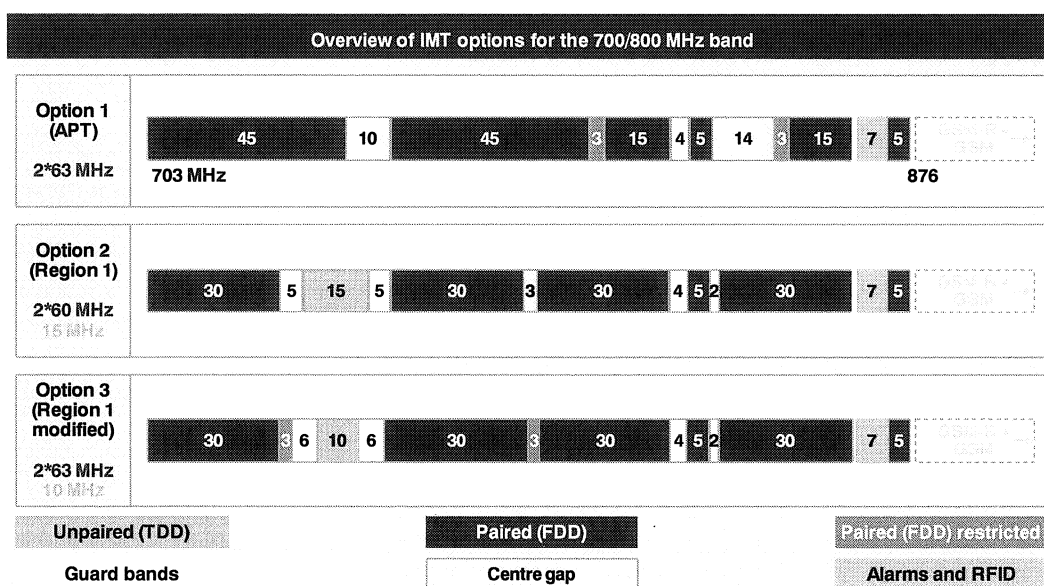 Overview of IMT options for the 700/800 MHz band
Option 1
(APT)
2*63 MHz
45 10 45 3 15 4 5 14 3 15 7 5
703 MHz 876
Option 2
(Region 1)
2*60 MHz
15 MHz
30 5 15 5 30 3 30 4 5 2 30 7 5
Option 3
(Region 1
modified)
2*63 MHz
10 MHz
30 3 6 10 6 30 3 30 4 5 2 30 7 5
Unpaired (TDD) Paired (FDD) Paired (FDD) restricted
Guard bands Centre gap Alarms and RFID